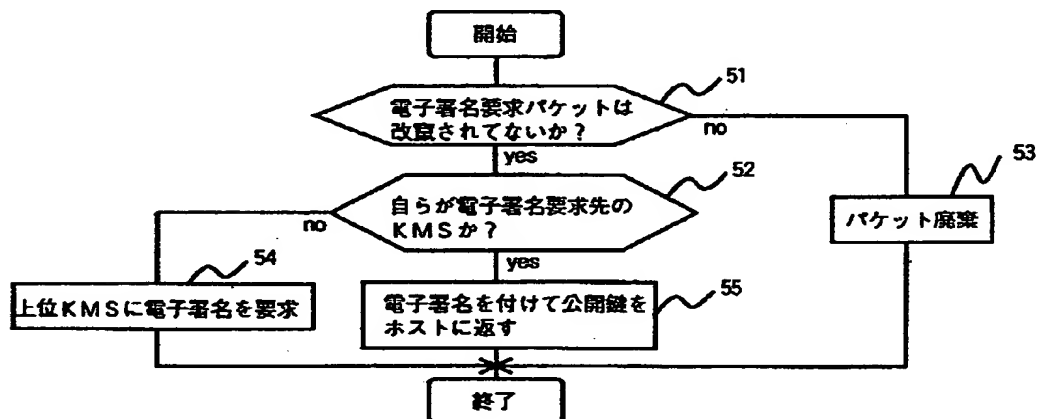 開始
51
電子署名要求パケットは
改竄されてないか?
no
yes
52
53
自らが電子署名要求先の
KMSか?
パケット廃棄
no
yes
54
上位KMSに電子署名を要求
55
電子署名を付けて公開鍵を
ホストに返す
終了